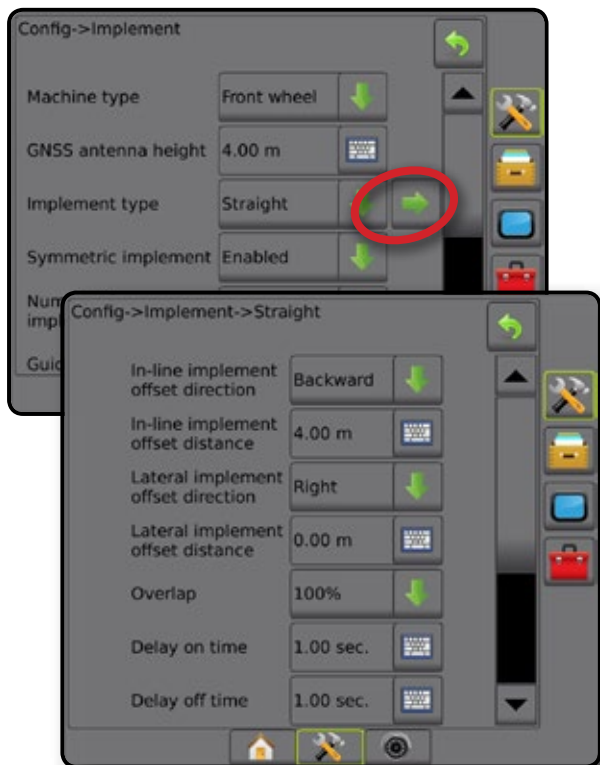 Config->Implement
Machine type Front wheel
GNSS antenna height 4.00 m
Implement type Straight
Symmetric implement Enabled
Num
impl
Guid
Config->Implement->Straight
In-line implement
offset direction Backward
In-line implement
offset distance 4.00 m
Lateral implement
offset direction Right
Lateral implement
offset distance 0.00 m
Overlap 100%
Delay on
time 1.00 sec.
Delay off
time 1.00 sec.